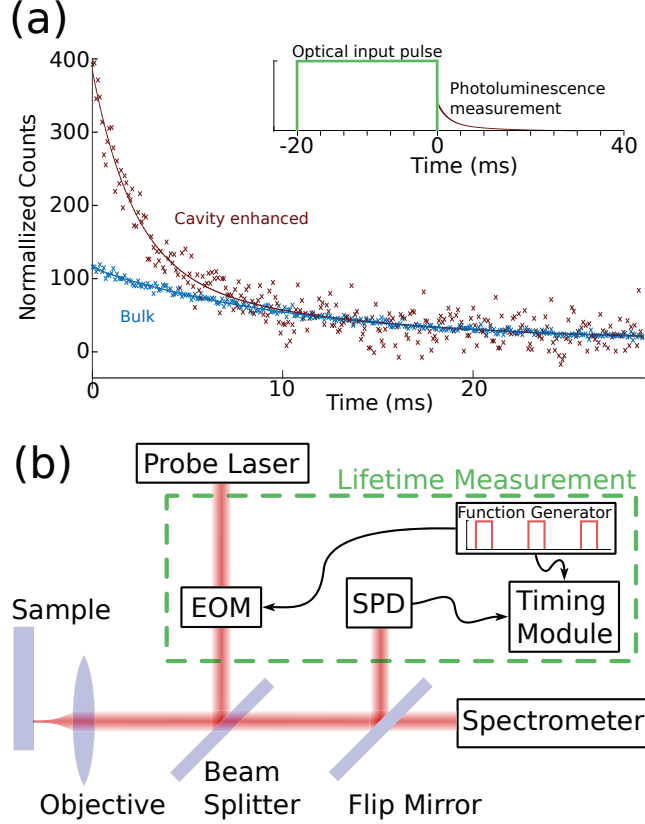 (a)
400
300
200
100
0
Normallized Counts
0
10
20
Time (ms)
Cavity enhanced
Bulk
Optical input pulse
Photoluminescence
measurement
-20
0
40
Time (ms)
(b)
Probe Laser
Lifetime Measurement
Function Generator
EOM
SPD
Timing
Module
Sample
Spectrometer
Objective
Beam
Splitter
Flip Mirror